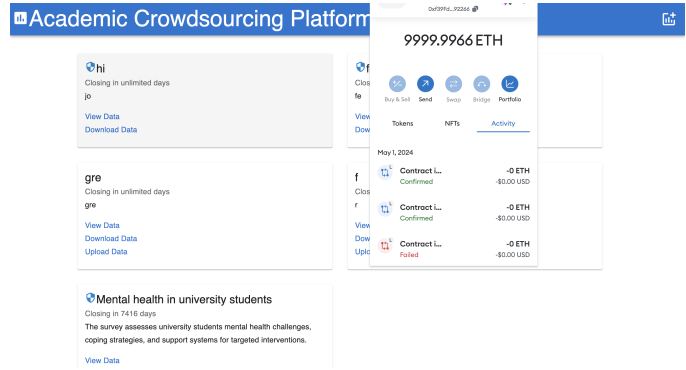 Academic Crowdsourcing Platform
hi
Closing in unlimited days
jo
View Data
Download Data
f
Clos
fe
View
Dow
gre
Closing in unlimited days
gre
View Data
Download Data
Upload Data
f
Clos
r
View
Dow
Uplo
Mental health in university students
Closing in 7416 days
The survey assesses university students mental health challenges,
coping strategies, and support systems for targeted interventions.
View Data
0xf39Fd...92266
9999.9966 ETH
Buy & Sell Send Swap Bridge Portfolio
Tokens NFTs Activity
May 1, 2024
L Contract i... -0 ETH
Confirmed -$0.00 USD
L Contract i... -0 ETH
Confirmed -$0.00 USD
L Contract i... -0 ETH
Failed -$0.00 USD